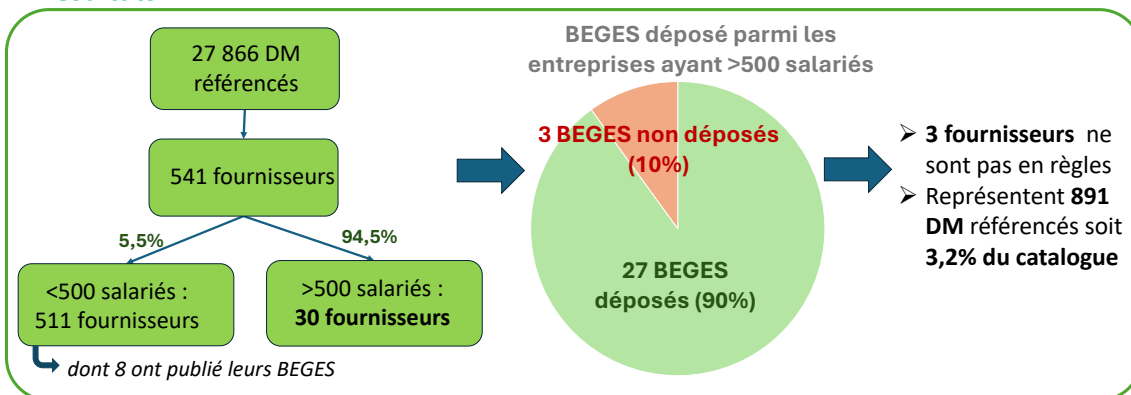 27 866 DM
référencés
541 fournisseurs
5,5%
94,5%
<500 salariés :
511 fournisseurs
>500 salariés :
30 fournisseurs
dont 8 ont publié leurs BEGES
BEGES déposé parmi les
entreprises ayant >500 salariés
3 BEGES non déposés
(10%)
27 BEGES
déposés (90%)
➢ 3 fournisseurs ne
sont pas en règles
➢ Représentent 891
DM référencés soit
3,2% du catalogue